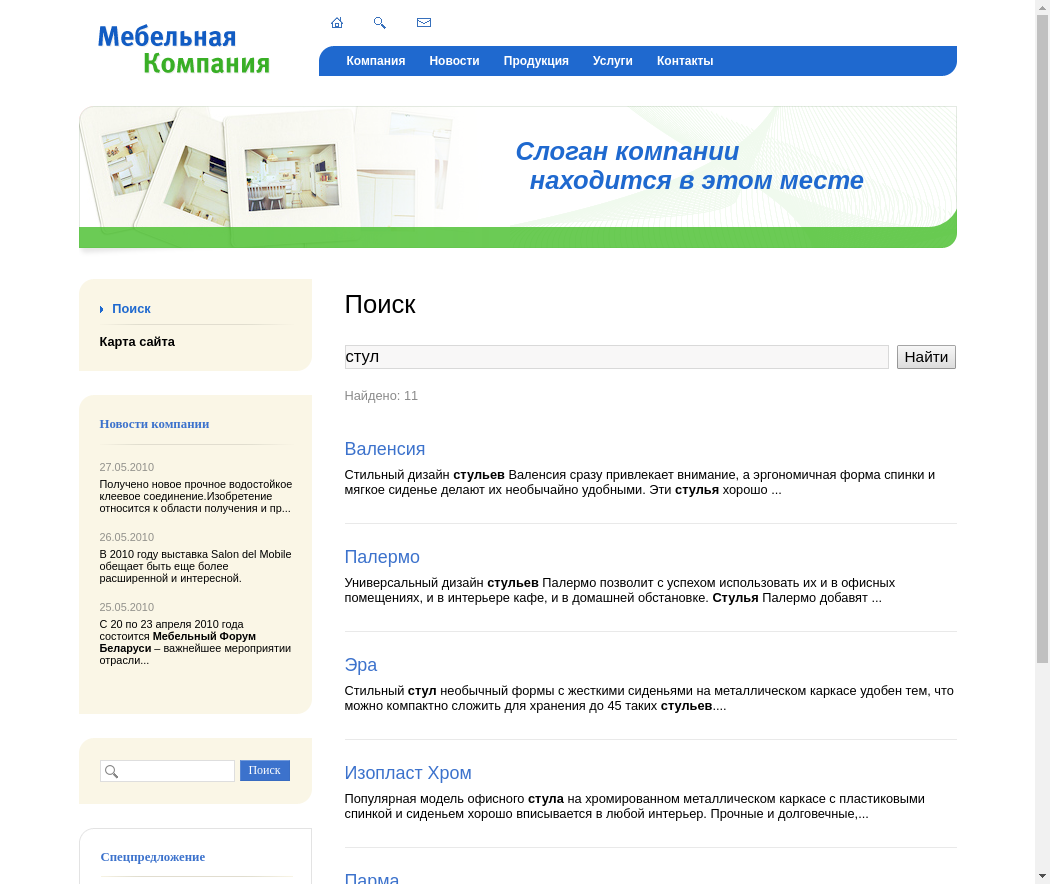 Мебельная
Компания
Компания Новости Продукция Услуги Контакты
Слоган компании
находится в этом месте
Поиск
Карта сайта
Новости компании
27.05.2010
Получено новое прочное водостойкое
клеевое соединение.Изобретение
относится к области получения и пр...
26.05.2010
В 2010 году выставка Salon del Mobile
обещает быть еще более
расширенной и интересной.
25.05.2010
С 20 по 23 апреля 2010 года
состоится Мебельный Форум
Беларуси – важнейшее мероприятии
отрасли...
Поиск
Спецпредложение
Поиск
стул Найти
Найдено: 11
Валенсия
Стильный дизайн стульев Валенсия сразу привлекает внимание, а эргономичная форма спинки и
мягкое сиденье делают их необычайно удобными. Эти стулья хорошо ...
Палермо
Универсальный дизайн стульев Палермо позволит с успехом использовать их и в офисных
помещениях, и в интерьере кафе, и в домашней обстановке. Стулья Палермо добавят ...
Эра
Стильный стул необычный формы с жесткими сиденьями на металлическом каркасе удобен тем, что
можно компактно сложить для хранения до 45 таких стульев....
Изопласт Хром
Популярная модель офисного стула на хромированном металлическом каркасе с пластиковыми
спинкой и сиденьем хорошо вписывается в любой интерьер. Прочные и долговечные,...
Парма